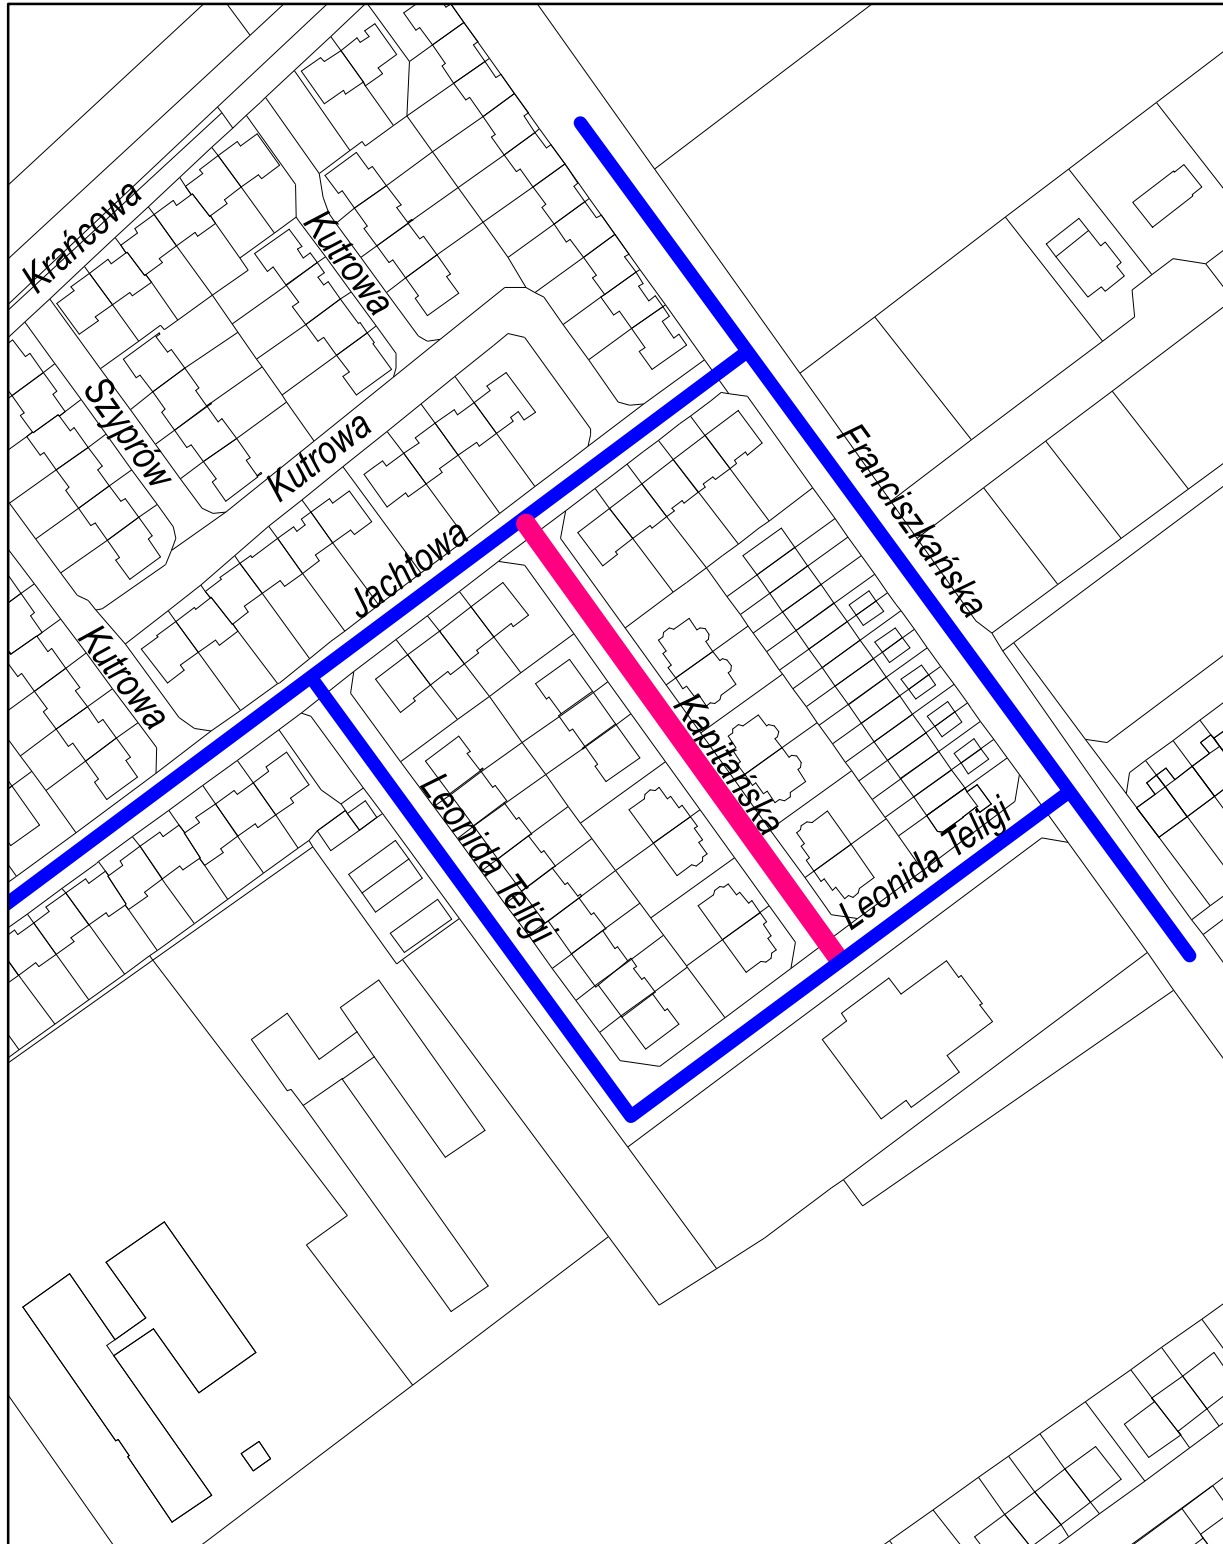 Krańcowa
Kutrowa
Szyprów
Kutrowa
Franciszkańska
Jachtowa
Kutrowa
Kapitańska
Leonida Teligi
Leonida Teligi